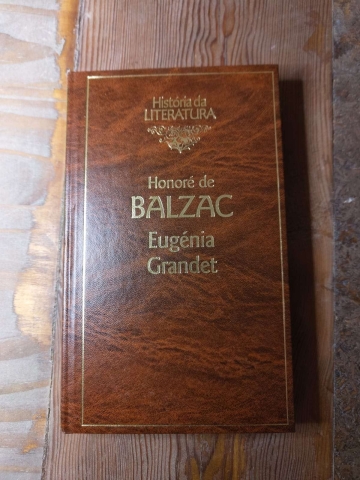 História da
LITERATURA
Honoré de
BALZAC
Eugénia
Grandet